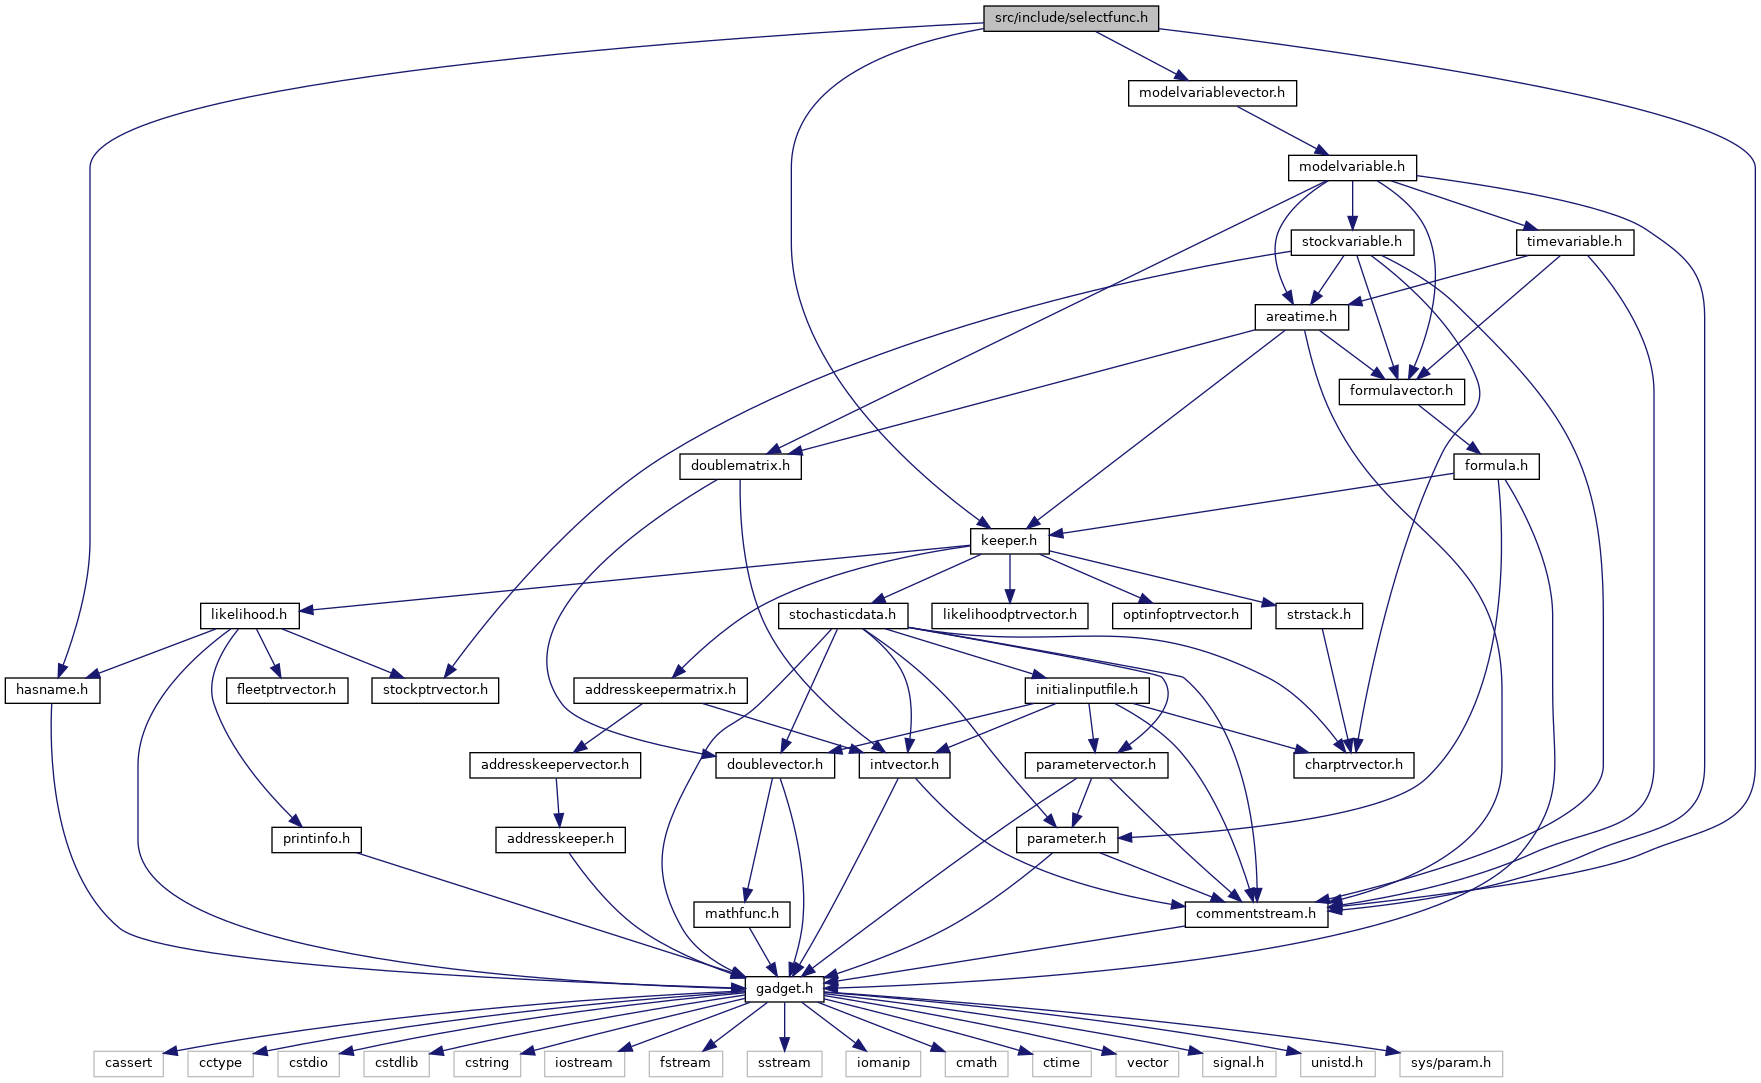 src/include/selectfunc.h
modelvariablevector.h
modelvariable.h
stockvariable.h
timevariable.h
areatime.h
formulavector.h
doublematrix.h
formula.h
keeper.h
likelihood.h
stochasticdata.h
likelihoodptrvector.h
optinfoptrvector.h
strstack.h
hasname.h
fleetptrvector.h
stockptrvector.h
addresskeepermatrix.h
initialinputfile.h
addresskeepervector.h
doublevector.h
intvector.h
parametervector.h
charptrvector.h
printinfo.h
addresskeeper.h
parameter.h
mathfunc.h
commentstream.h
gadget.h
cassert
cctype
cstdio
cstdlib
cstring
iostream
fstream
sstream
iomanip
cmath
ctime
vector
signal.h
unistd.h
sys/param.h